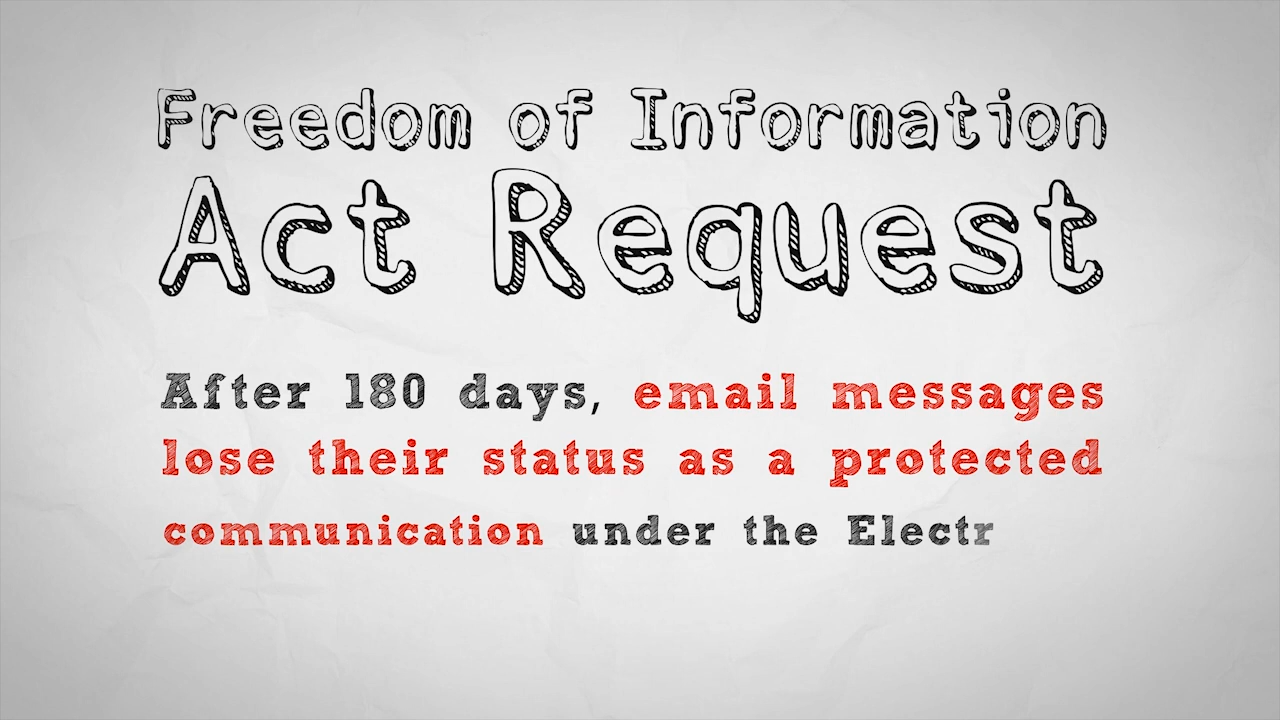 Freedom of Information
Act Request
After 180 days, email messages
lose their status as a protected
communication under the Electr